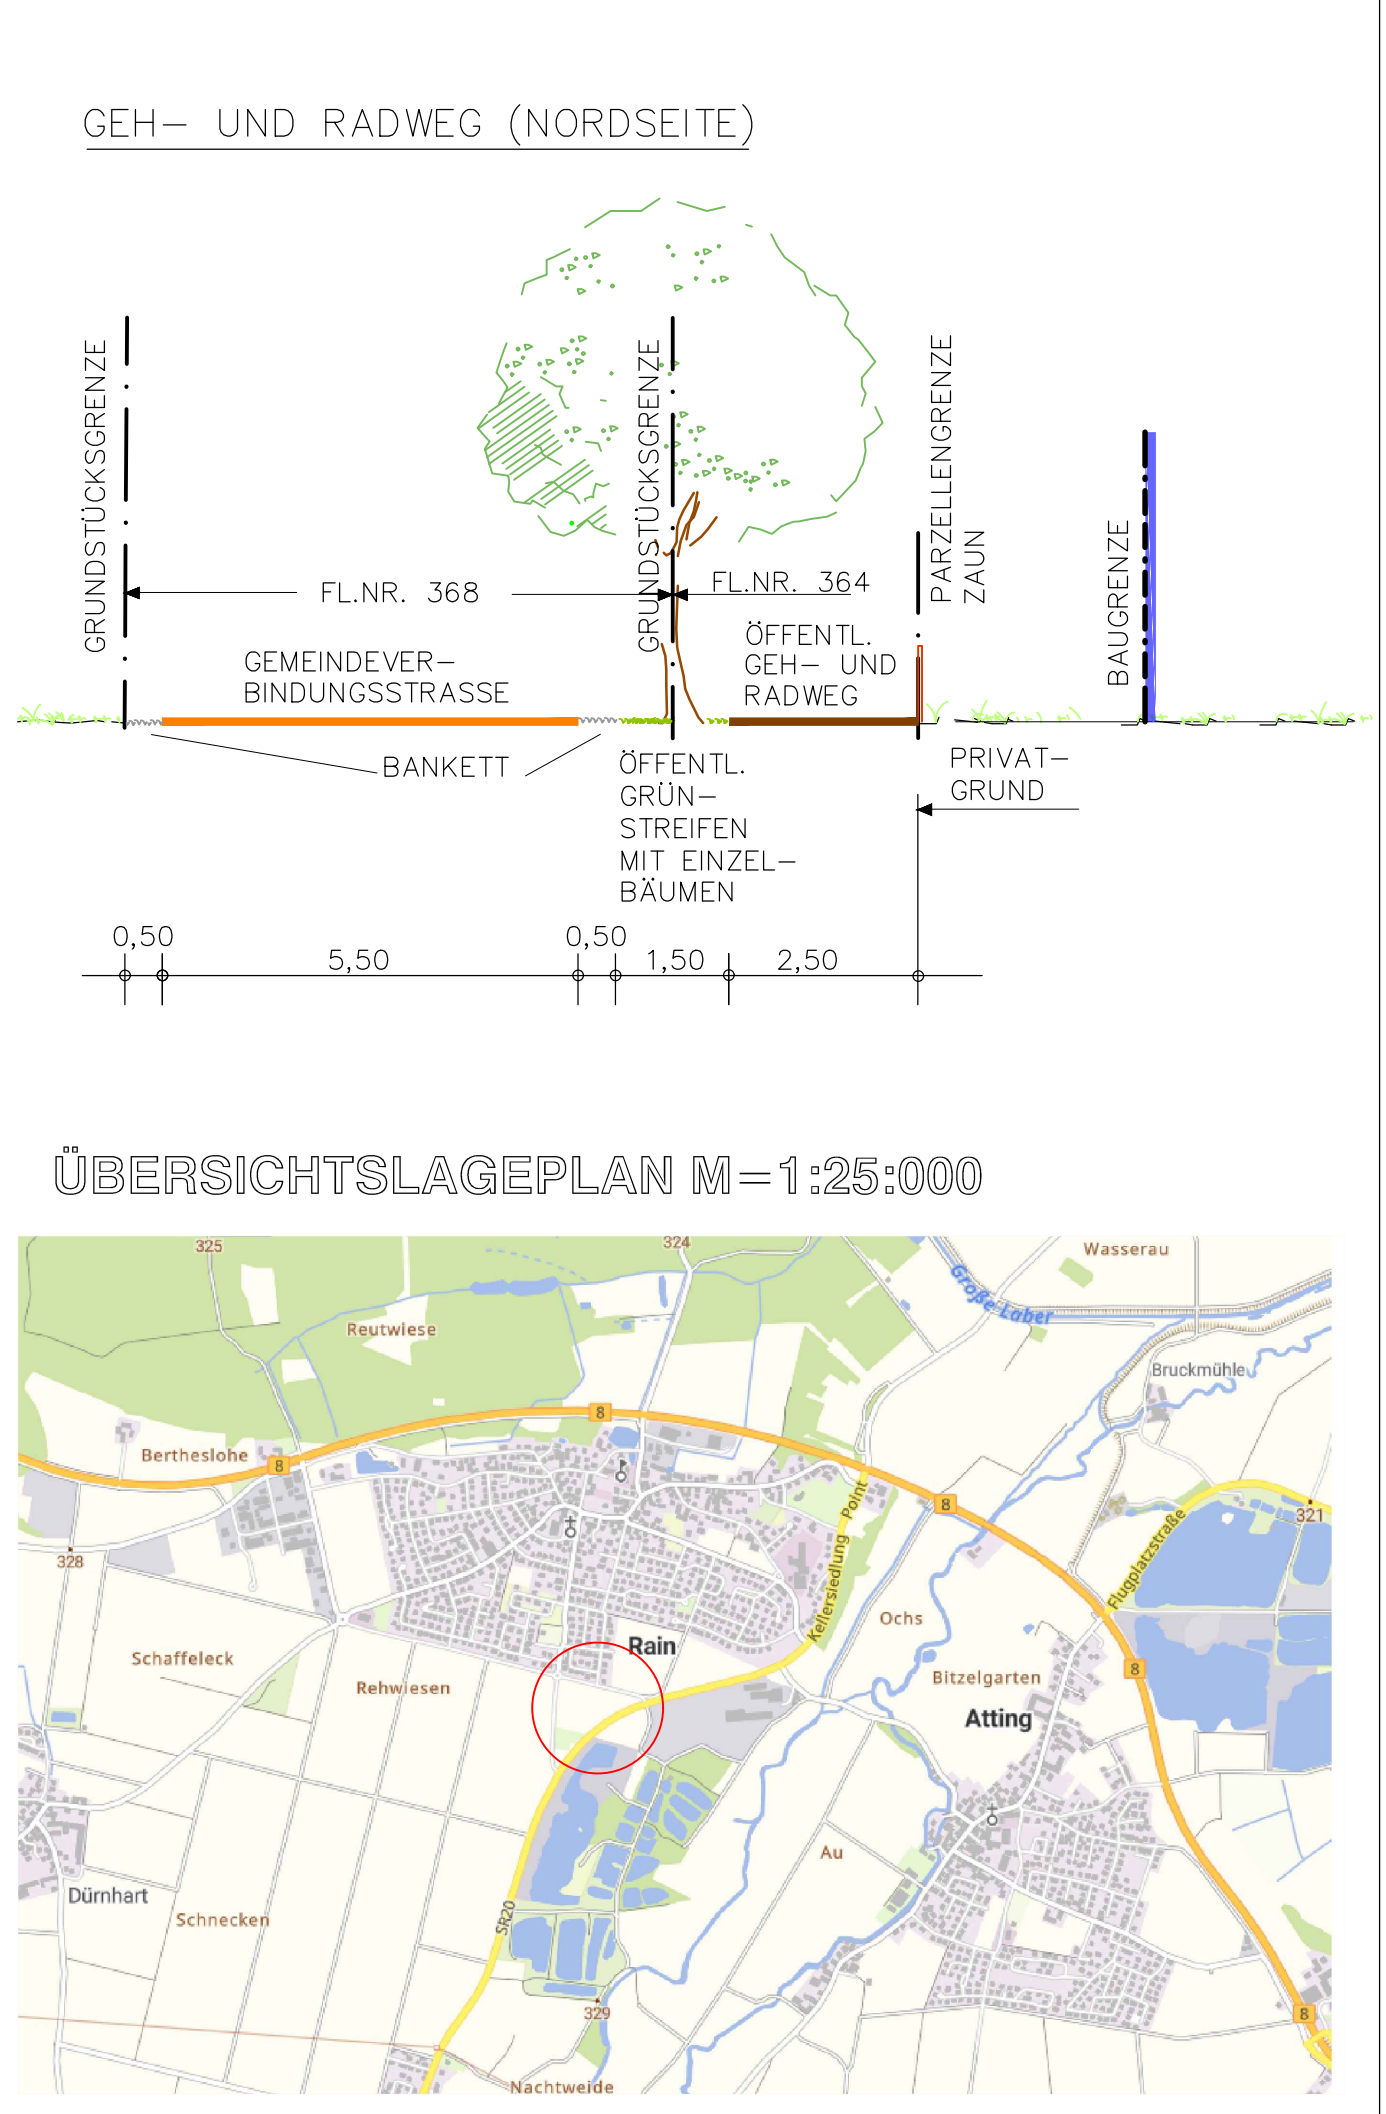 GEH- UND RADWEG (NORDSEITE)
GRUNDSTÜCKSGRENZE
GRUNDSTÜCKSGRENZE
PARZELLENGRENZE
ZAUN
BAUGRENZE
FL.NR. 368
FL.NR. 364
GEMEINDEVER-
BINDUNGSSTRASSE
ÖFFENTL.
GEH- UND
RADWEG
BANKETT
ÖFFENTL.
GRÜN-
STREIFEN
MIT EINZEL-
BÄUMEN
PRIVAT-
GRUND
0,50
5,50
0,50
1,50
2,50
ÜBERSICHTSLAGEPLAN M=1:25:000
325
324
Wasserau
Große Laber
Reutwiese
Bruckmühle
8
Bertheslohe
8
8
321
328
Kellersiedlung Point
Flugplatzstraße
Ochs
Rain
Schaffeleck
Rehwiesen
Bitzelgarten
8
Atting
Au
Dürnhart
Schnecken
SR20
329
8
Nachtweide